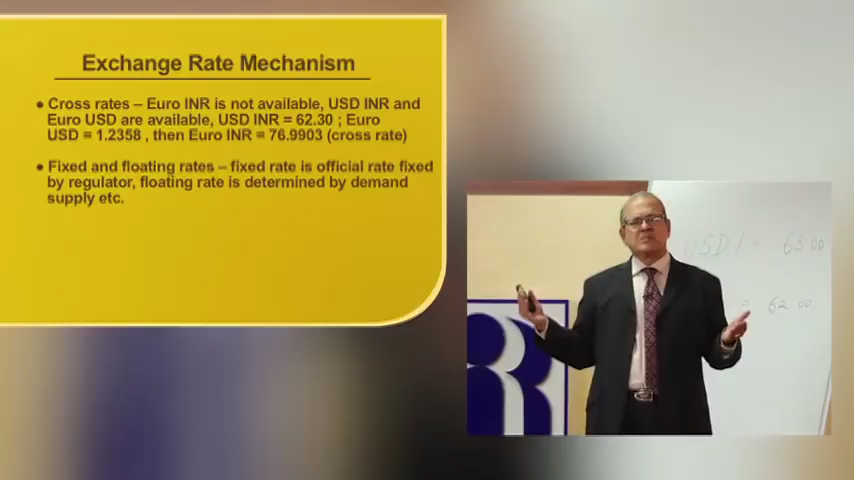 Exchange Rate Mechanism
● Cross rates – Euro INR is not available, USD INR and
Euro USD are available, USD INR = 62.30 ; Euro
USD = 1.2358 , then Euro INR = 76.9903 (cross rate)
● Fixed and floating rates – fixed rate is official rate fixed
by regulator, floating rate is determined by demand
supply etc.
USD 1 = 63 00
= 62 00